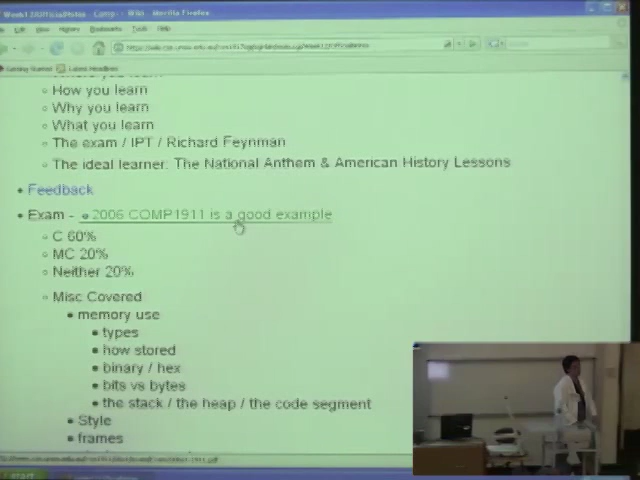 How you learn
Why you learn
What you learn
The exam / IPT / Richard Feynman
The ideal learner: The National Anthem & American History Lessons
Feedback
Exam - 2006 COMP1911 is a good example
C 60%
MC 20%
Neither 20%
Misc Covered
memory use
types
how stored
binary / hex
bits vs bytes
the stack / the heap / the code segment
Style
frames